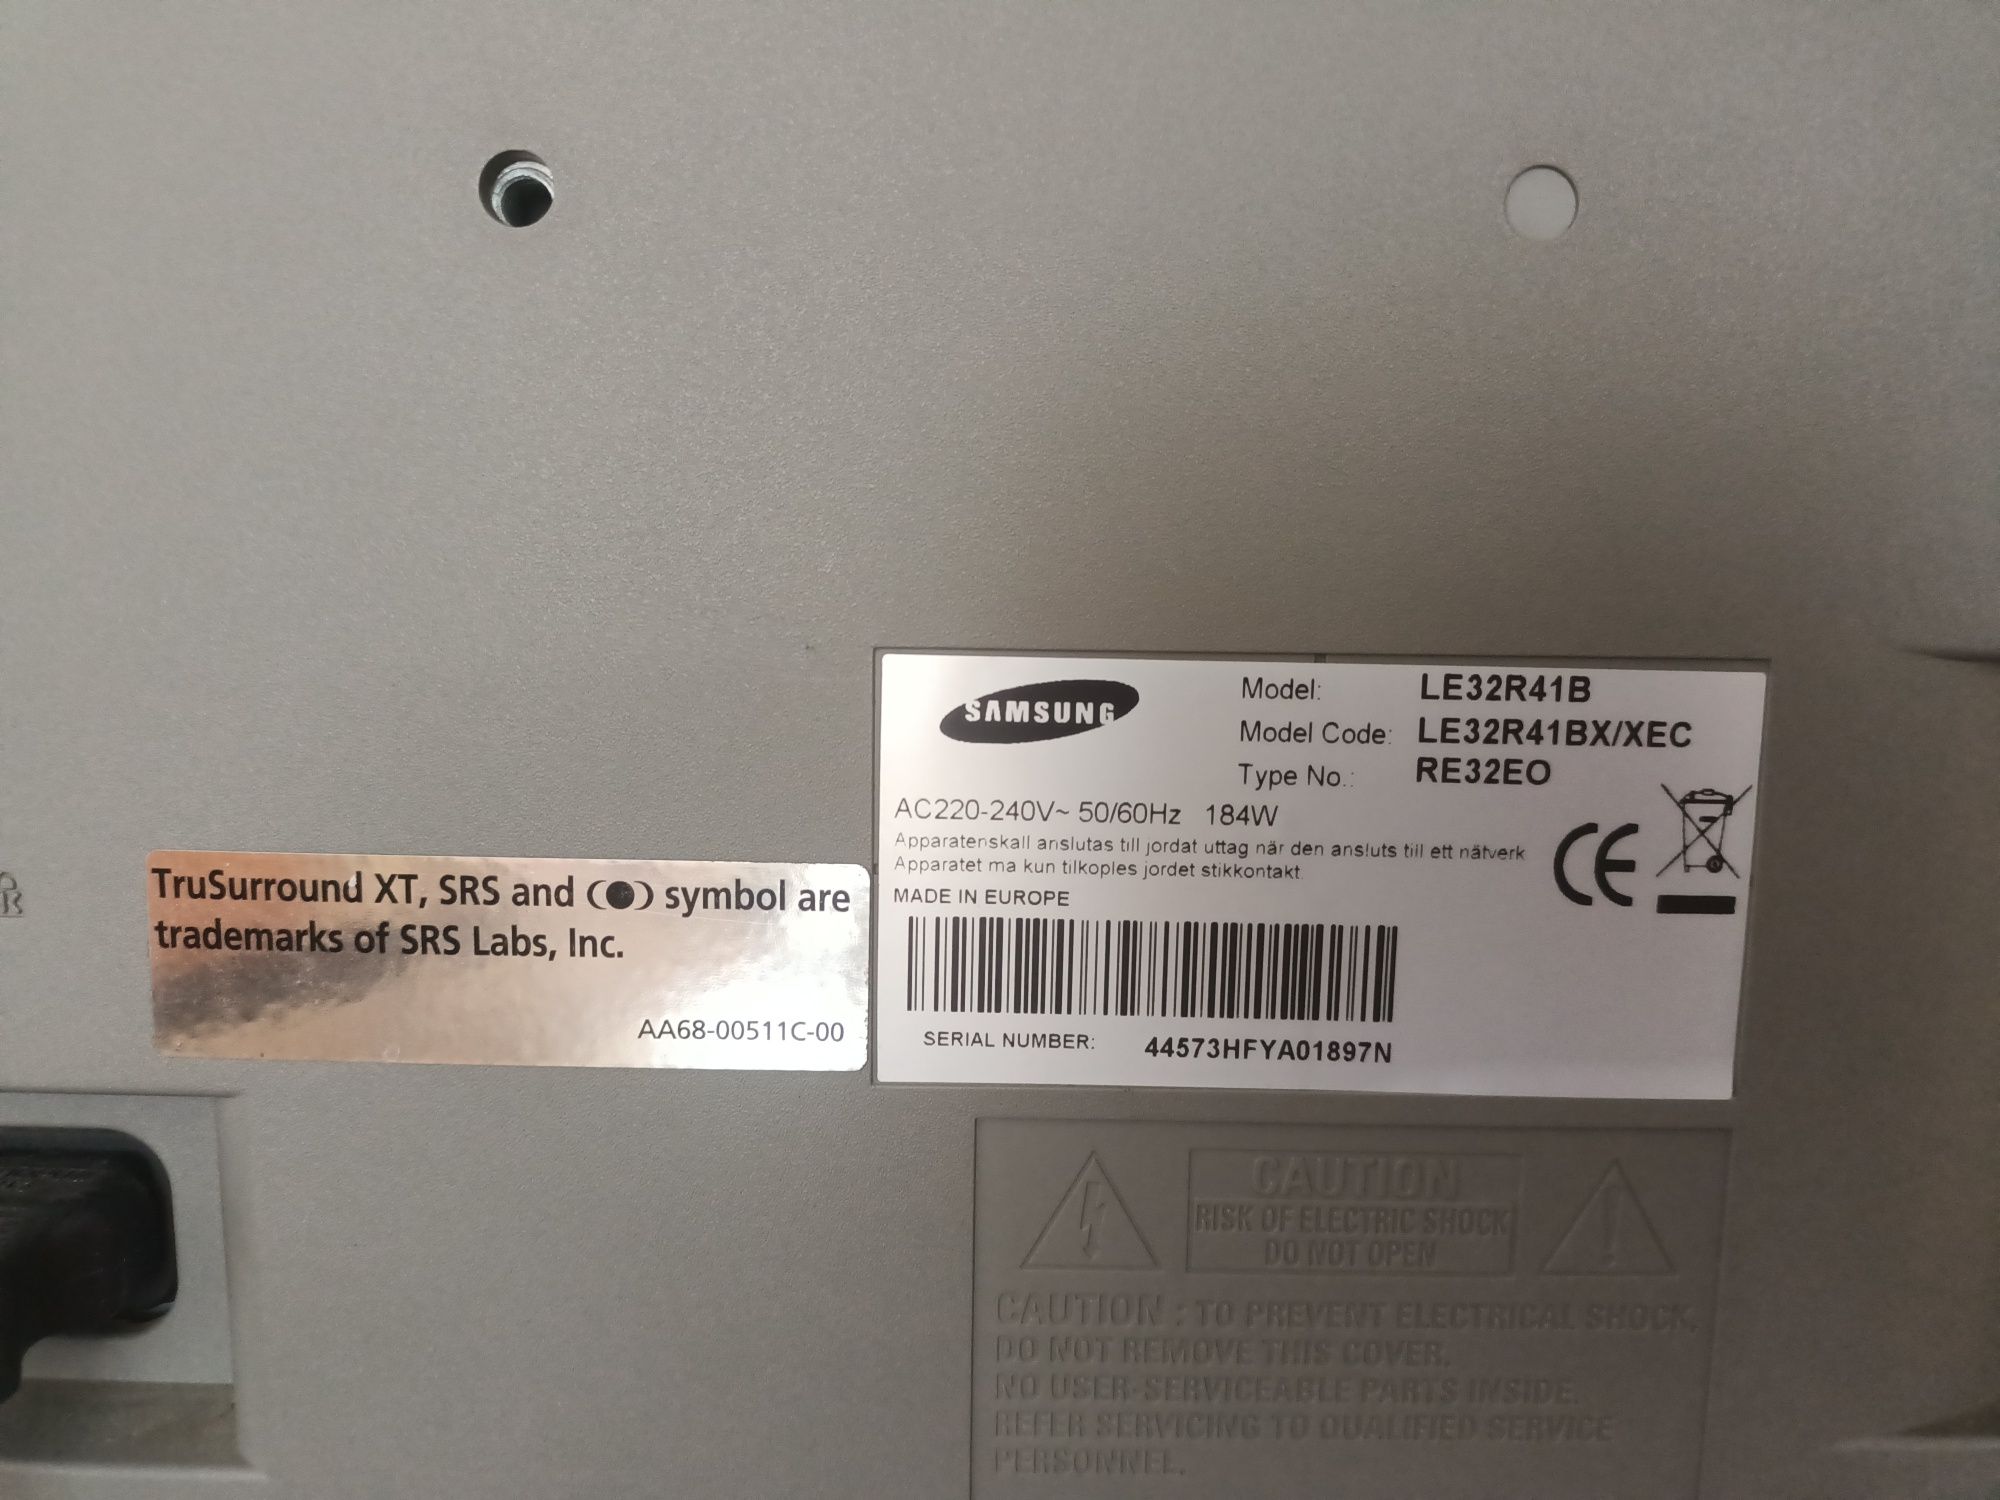 SAMSUNG
Model: LE32R41B
Model Code: LE32R41BX/XEC
Type No.: RE32EO
AC220-240V~ 50/60Hz 184W
Apparatenskall anslutas till jordat uttag när den ansluts till ett nätverk
Apparatet ma kun tilkoples jordet stikkontakt
MADE IN EUROPE
CE
SERIAL NUMBER: 44573HFYA01897N
TruSurround XT, SRS and (●) symbol are
trademarks of SRS Labs, Inc.
AA68-00511C-00
CAUTION
RISK OF ELECTRIC SHOCK
DO NOT OPEN
CAUTION : TO PREVENT ELECTRICAL SHOCK,
DO NOT REMOVE THIS COVER.
NO USER-SERVICEABLE PARTS INSIDE.
REFER SERVICING TO QUALIFIED SERVICE
PERSONNEL.